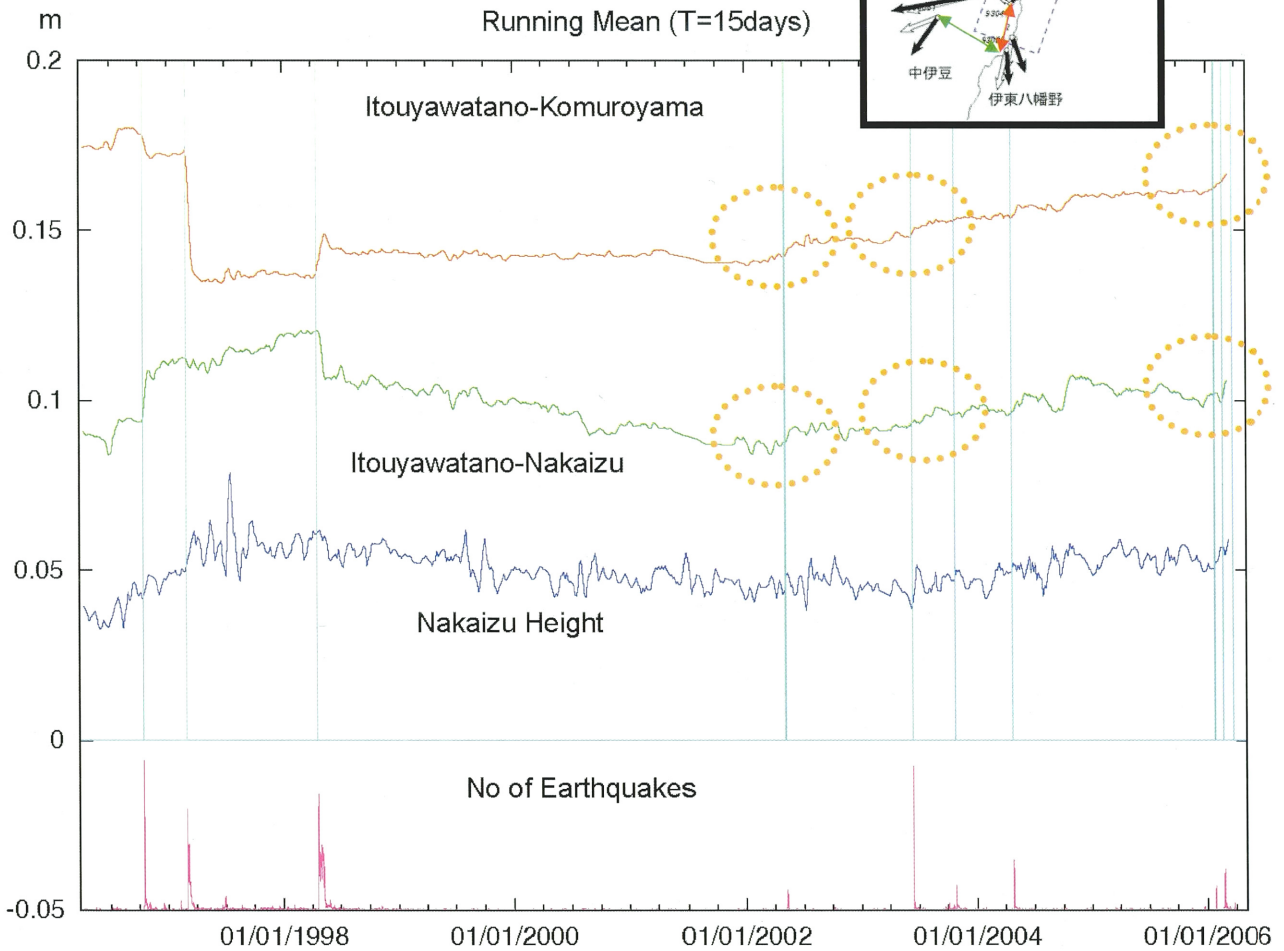 m
Running Mean (T=15days)
中伊豆
伊東八幡野
0.2
Itouyawatano-Komuroyama
0.15
0.1
Itouyawatano-Nakaizu
0.05
Nakaizu Height
0
No of Earthquakes
-0.05
01/01/1998 01/01/2000 01/01/2002 01/01/2004 01/01/2006